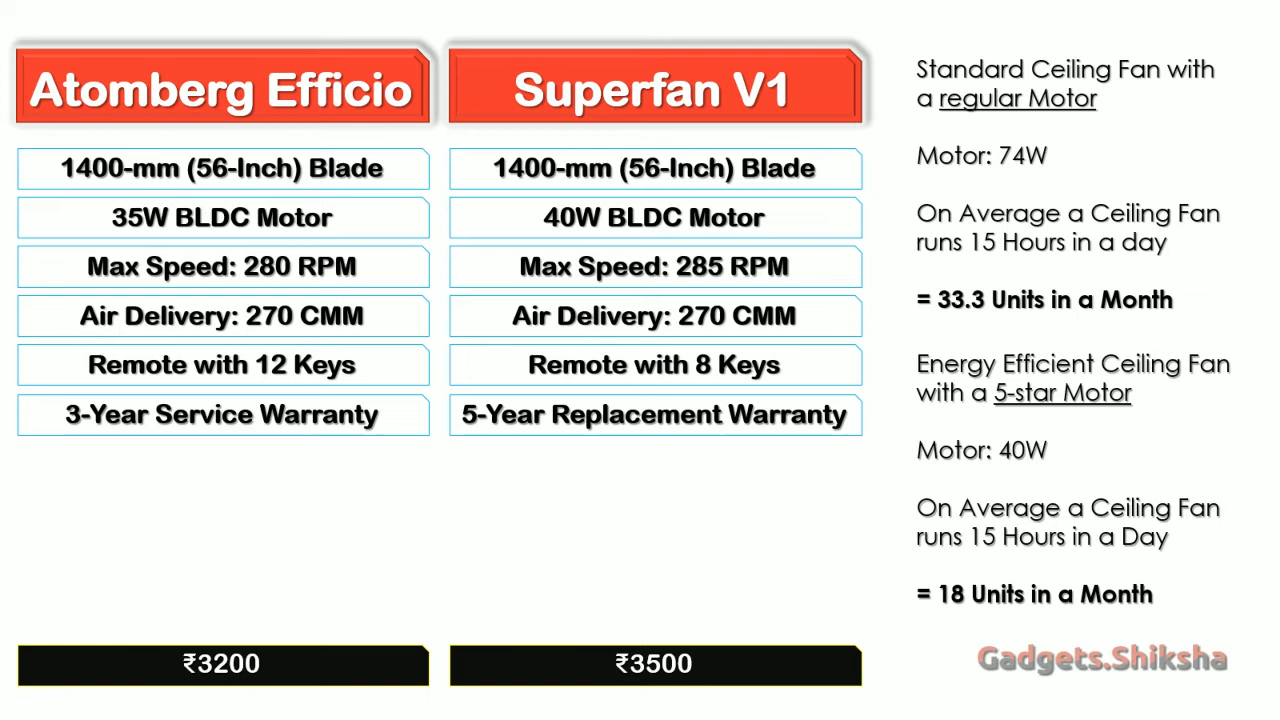 Atomberg Efficio
1400-mm (56-Inch) Blade
35W BLDC Motor
Max Speed: 280 RPM
Air Delivery: 270 CMM
Remote with 12 Keys
3-Year Service Warranty
₹3200
Superfan V1
1400-mm (56-Inch) Blade
40W BLDC Motor
Max Speed: 285 RPM
Air Delivery: 270 CMM
Remote with 8 Keys
5-Year Replacement Warranty
₹3500
Standard Ceiling Fan with
a regular Motor
Motor: 74W
On Average a Ceiling Fan
runs 15 Hours in a day
= 33.3 Units in a Month
Energy Efficient Ceiling Fan
with a 5-star Motor
Motor: 40W
On Average a Ceiling Fan
runs 15 Hours in a Day
= 18 Units in a Month
Gadgets.Shiksha